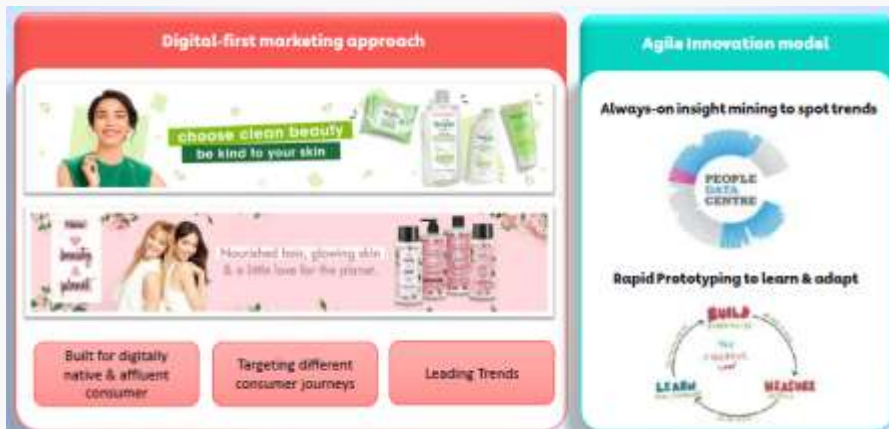 Digital-first marketing approach
choose clean beauty
be kind to your skin
love
beauty
&
planet
Nourished hair, glowing skin
& a little love for the planet.
Built for digitally
native & affluent
consumer
Targeting different
consumer journeys
Leading Trends
Agile Innovation model
Always-on insight mining to spot trends
PEOPLE
DATA
CENTRE
Rapid Prototyping to learn & adapt
BUILD
MEASURE
LEARN